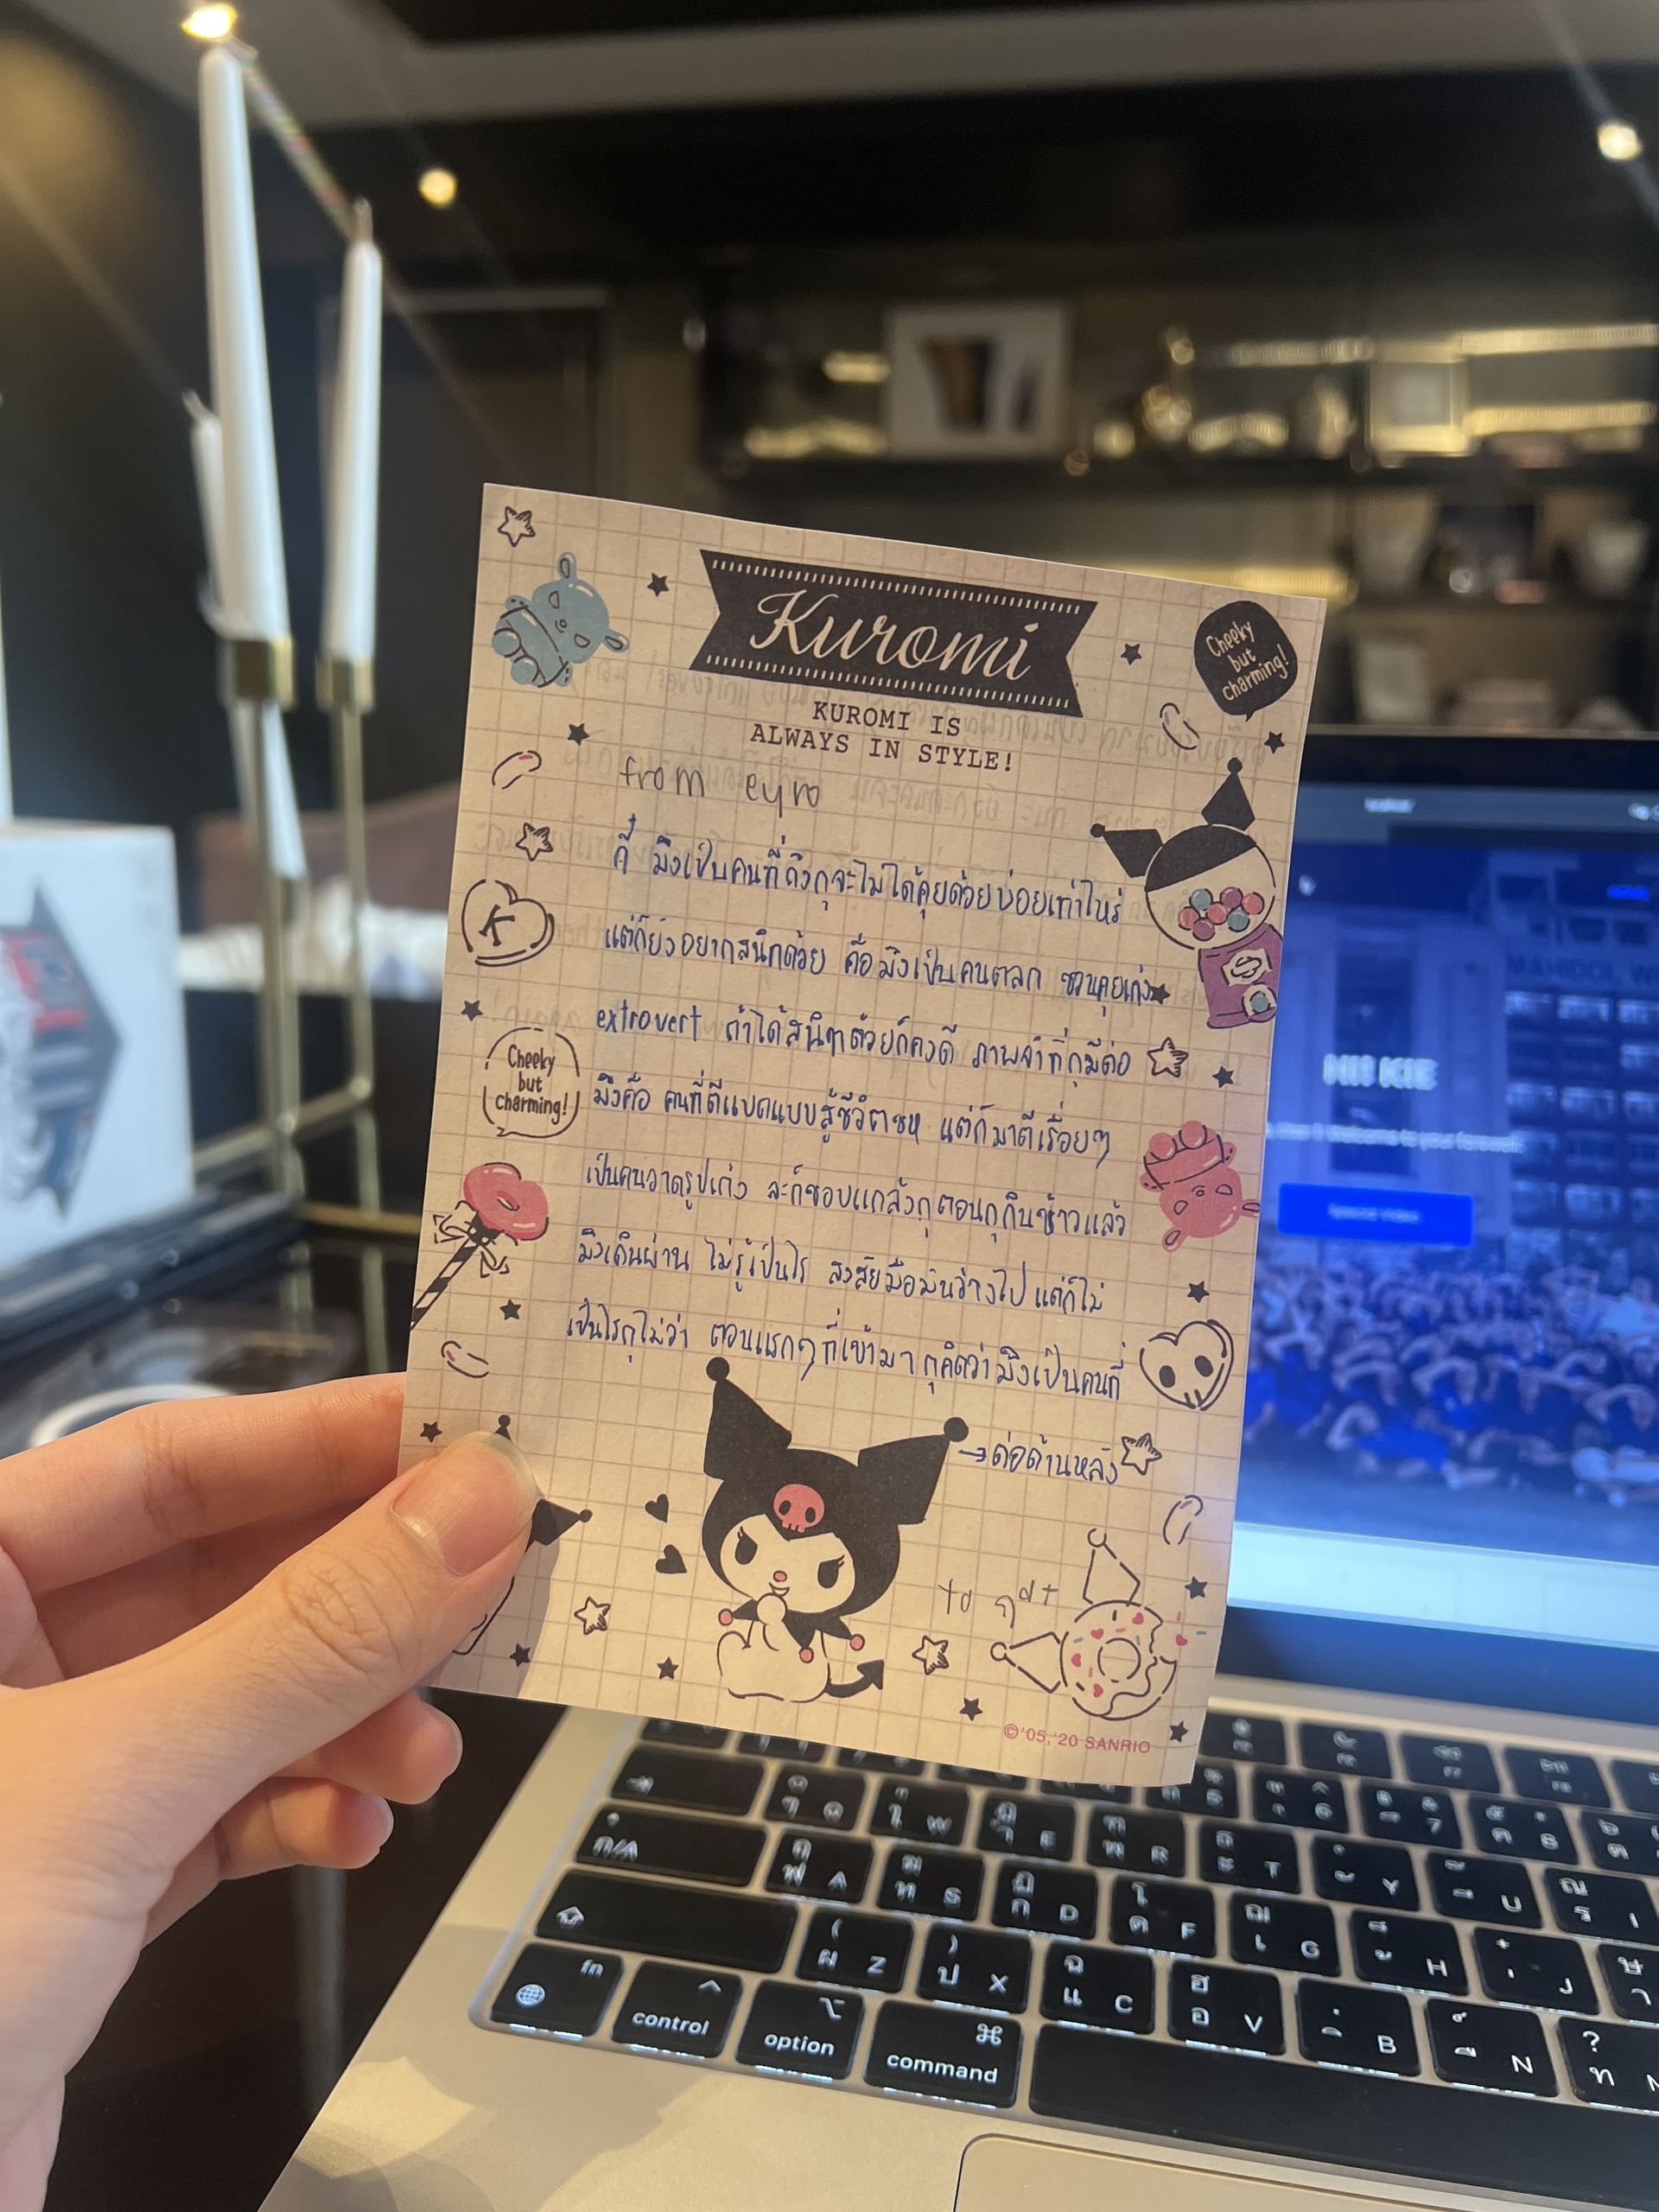 Kuromi
KUROMI IS
ALWAYS IN STYLE!
Cheeky
but
charming!
from eyro
กี้ มึงเป็นคนที่ถึงกุจะไม่ได้คุยด้วยบ่อยเท่าไหร่
แต่ก็ยังอยากสนิทด้วย คือมึงเป็นคนตลก ชวนคุยเก่ง
extrovert ถ้าได้สนิทด้วยก็คงดี ภาพจำที่กุมีต่อ
มึงคือ คนที่ตีแบดแบบสู้ชีวิตชห แต่ก็มาตีเรื่อยๆ
เป็นคนวาดรูปเก่ง ละก็ชอบแกล้งกุตอนกุกินข้าวแล้ว
มึงเดินผ่าน ไม่รู้เป็นไร สงสัยมือมันว่างไป แต่ก็ไม่
เป็นไรกุไม่ว่า ตอนแรกๆที่เข้ามา กุคิดว่ามึงเป็นคนที่
→ต่อด้านหลัง
K
Cheeky
but
charming!
to
©'05,'20 SANRIO
MAHIDOL
HI! KIE
Special video
fn
control
option
command
A S D F G H J
Z X C V B N
W E R T Y U